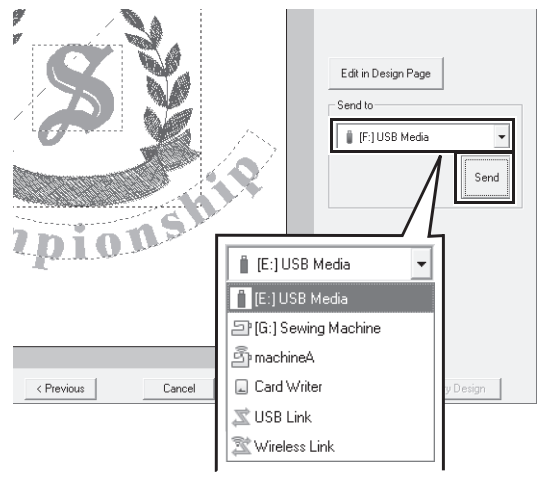 Edit in Design Page
Send to
[F:] USB Media
Send
S
mpionship
[E:] USB Media
[E:] USB Media
[G:] Sewing Machine
machineA
Card Writer
USB Link
Wireless Link
< Previous
Cancel
y Design